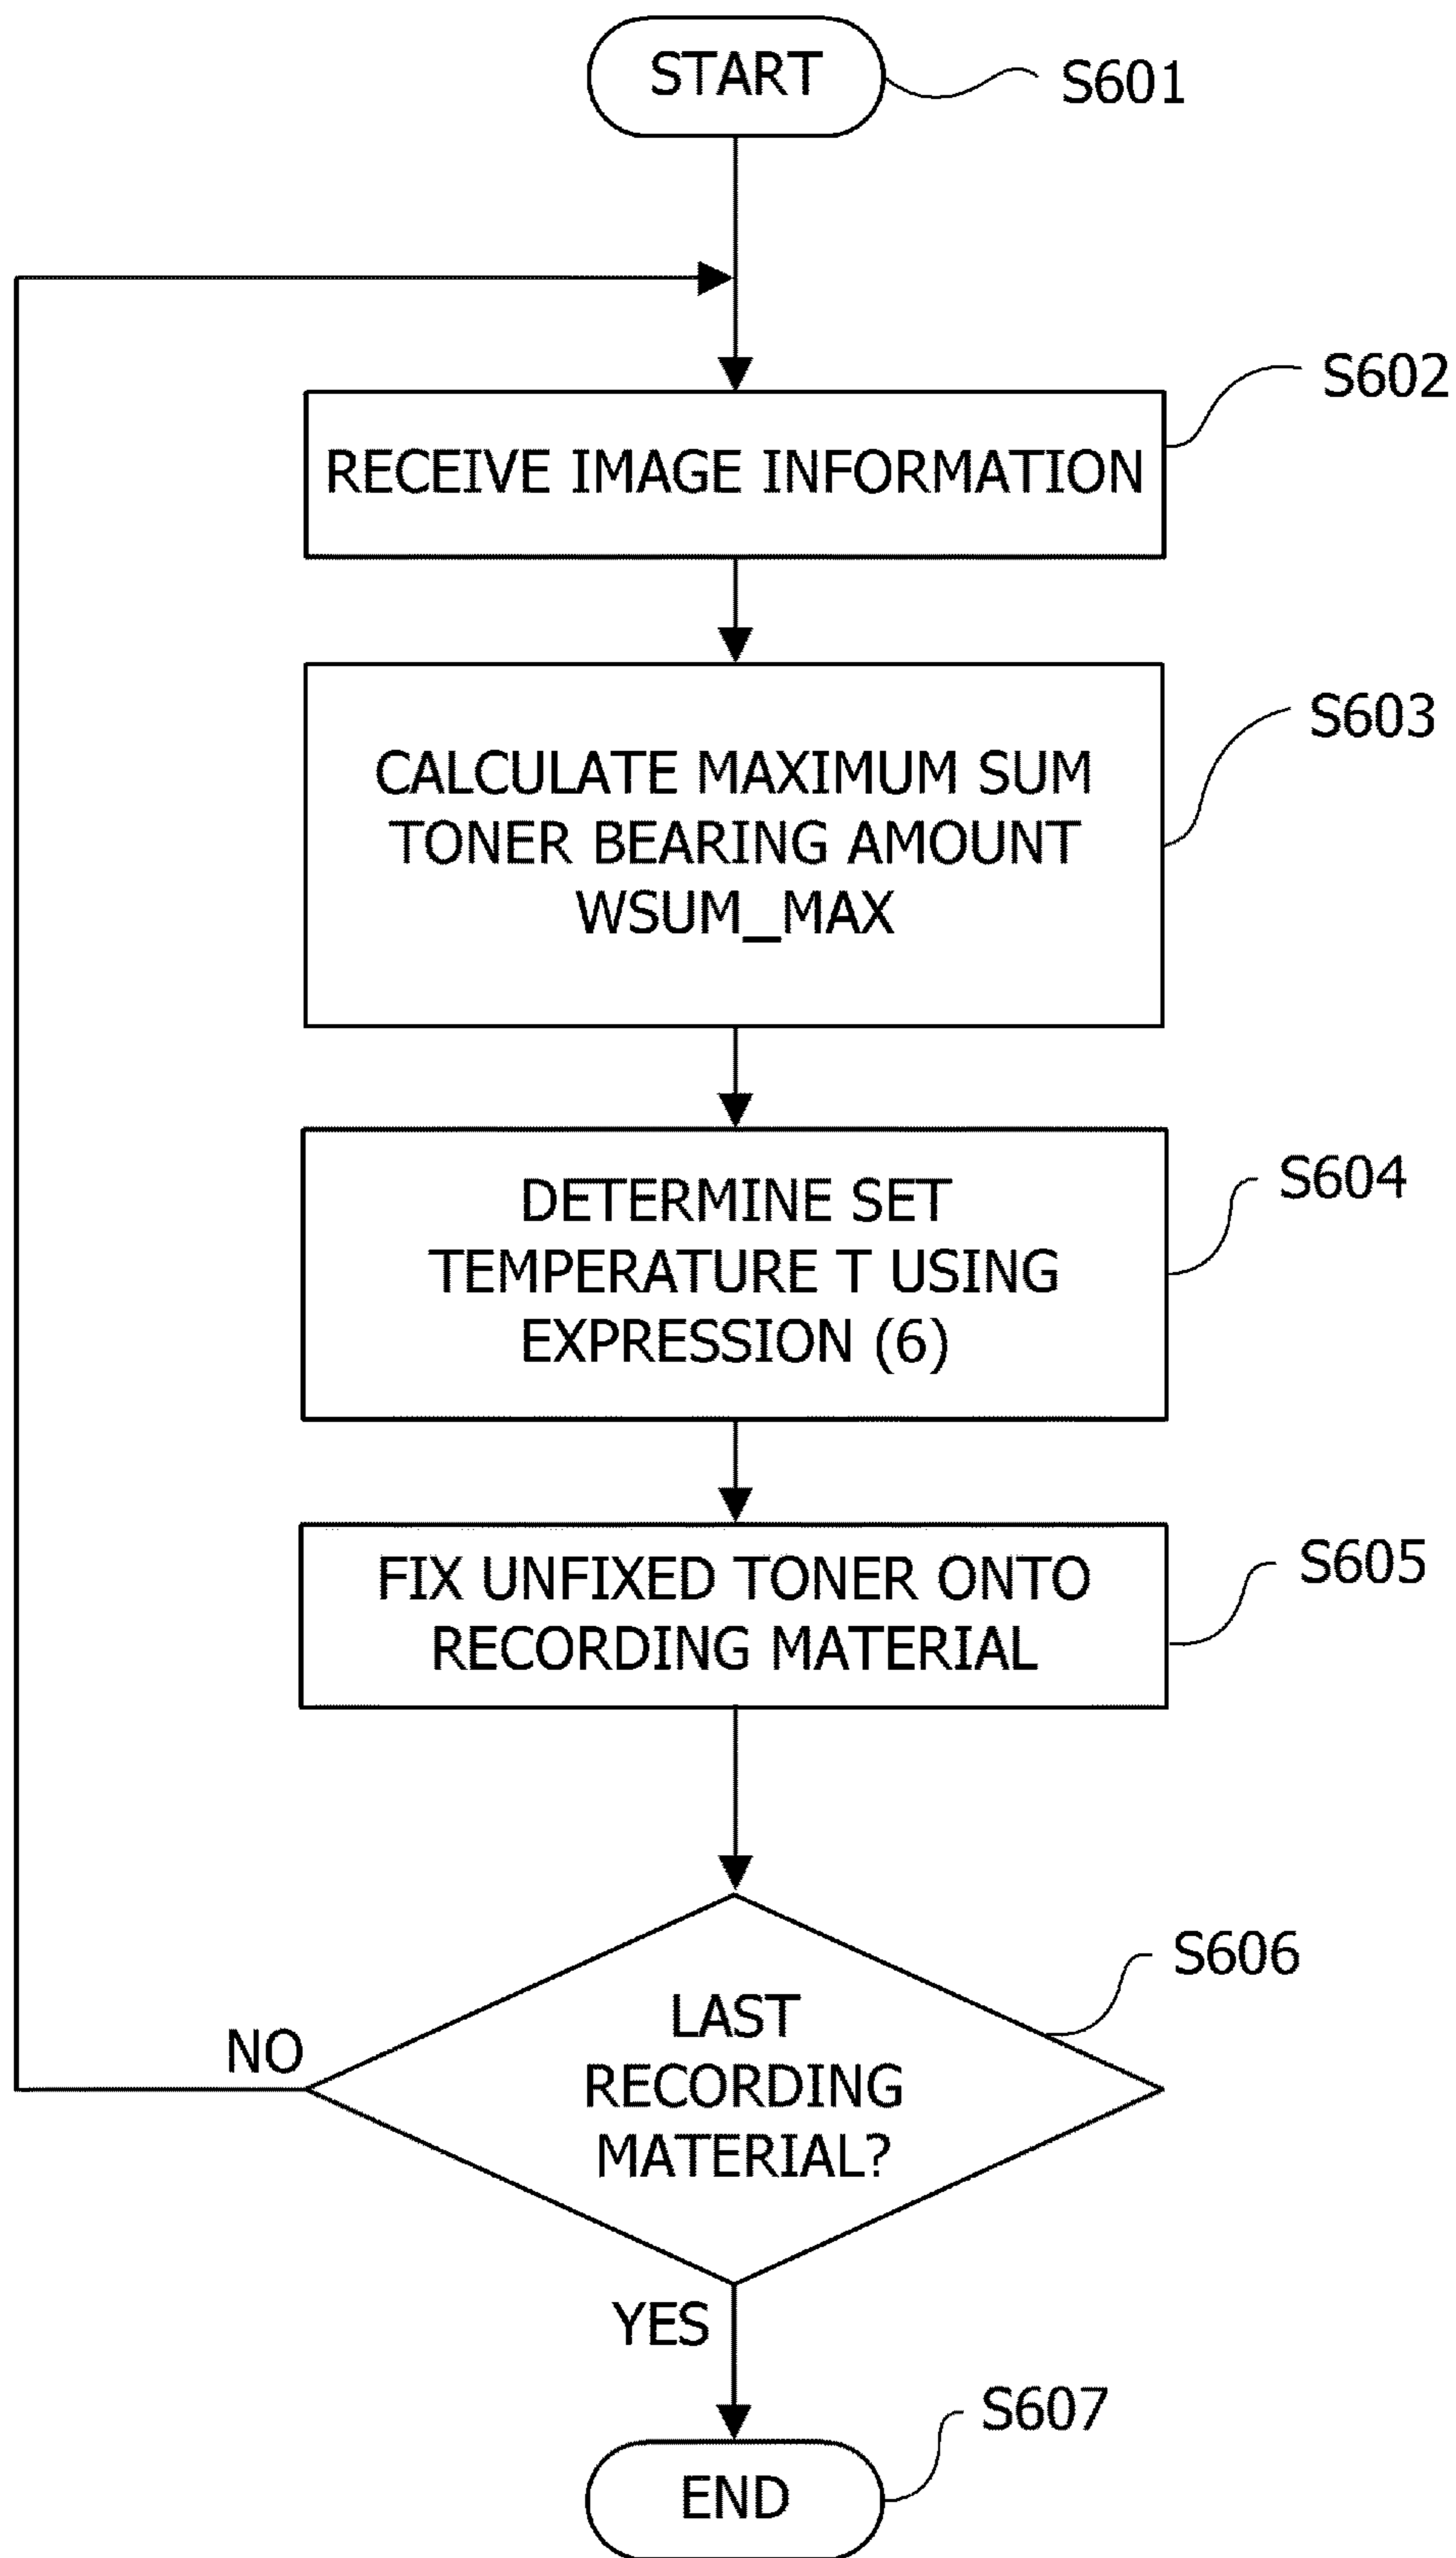 START
S601
S602
RECEIVE IMAGE INFORMATION
S603
CALCULATE MAXIMUM SUM
TONER BEARING AMOUNT
WSUM_MAX
S604
DETERMINE SET
TEMPERATURE T USING
EXPRESSION (6)
S605
FIX UNFIXED TONER ONTO
RECORDING MATERIAL
S606
LAST
RECORDING
MATERIAL?
NO
YES
S607
END